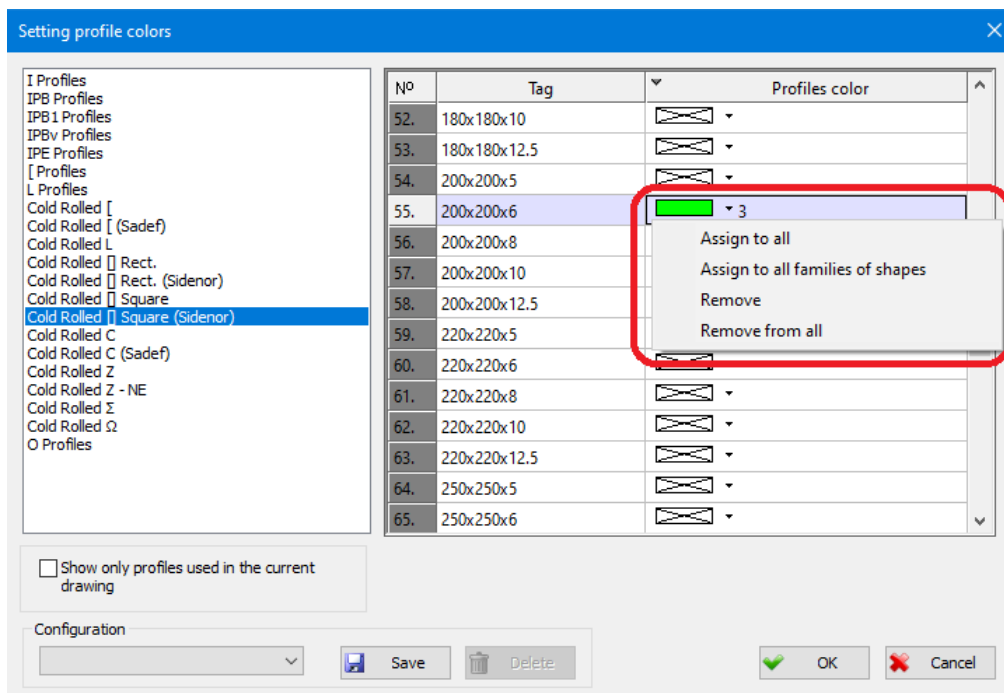 Setting profile colors
I Profiles
IPB Profiles
IPB1 Profiles
IPBv Profiles
IPE Profiles
[ Profiles
L Profiles
Cold Rolled [
Cold Rolled [ (Sadef)
Cold Rolled L
Cold Rolled [] Rect.
Cold Rolled [] Rect. (Sidenor)
Cold Rolled [] Square
Cold Rolled [] Square (Sidenor)
Cold Rolled C
Cold Rolled C (Sadef)
Cold Rolled Z
Cold Rolled Z - NE
Cold Rolled Σ
Cold Rolled Ω
O Profiles
Nº Tag Profiles color
52. 180x180x10
53. 180x180x12.5
54. 200x200x5
55. 200x200x6 3
56. 200x200x8
57. 200x200x10
58. 200x200x12.5
59. 220x220x5
60. 220x220x6
61. 220x220x8
62. 220x220x10
63. 220x220x12.5
64. 250x250x5
65. 250x250x6
Assign to all
Assign to all families of shapes
Remove
Remove from all
Show only profiles used in the current
drawing
Configuration
Save Delete OK Cancel